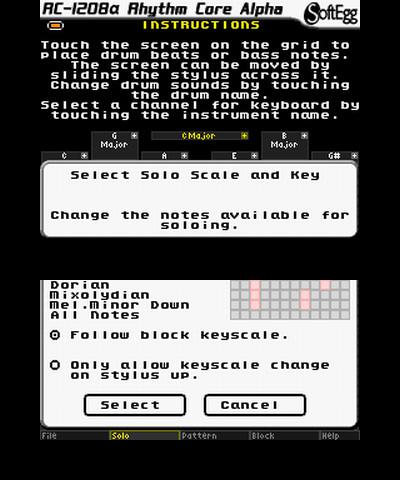 RC-1208α Rhythm Core Alpha
SoftEgg
INSTRUCTIONS
Touch the screen on the grid to
place drum beats or bass notes.
The screen can be moved by
sliding the stylus across it.
Change drum sounds by touching
the drum name.
Select a channel for keyboard by
touching the instrument name.
G
Major
C Major
B
Major
C
A
E
G#
Select Solo Scale and Key
Change the notes available for
soloing.
Dorian
Mixolydian
Mel.Minor Down
All Notes
Follow block keyscale.
Only allow keyscale change
on stylus up.
Select
Cancel
File
Solo
Pattern
Block
Help